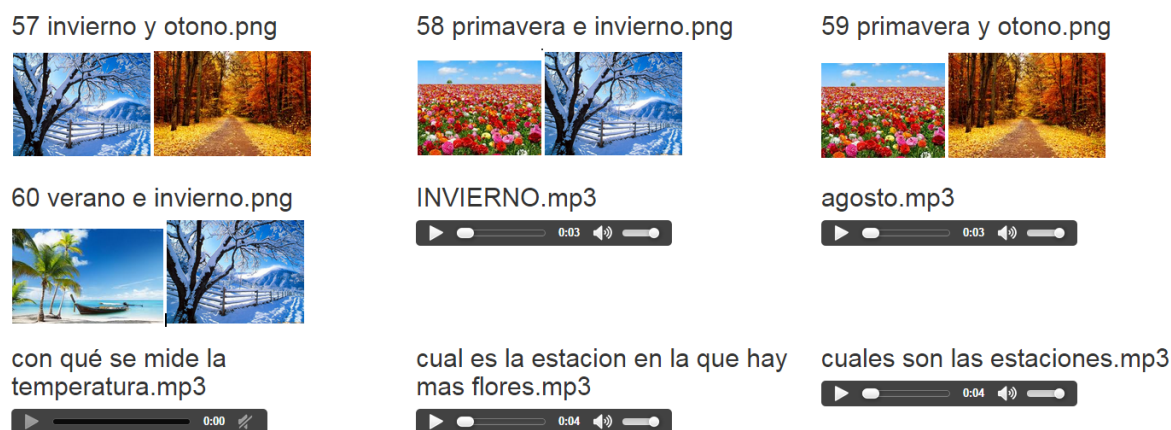 57 invierno y otono.png
58 primavera e invierno.png
59 primavera y otono.png
60 verano e invierno.png
INVIERNO.mp3
0:03
agosto.mp3
0:03
con qué se mide la
temperatura.mp3
0:00
cual es la estacion en la que hay
mas flores.mp3
0:04
cuales son las estaciones.mp3
0:04